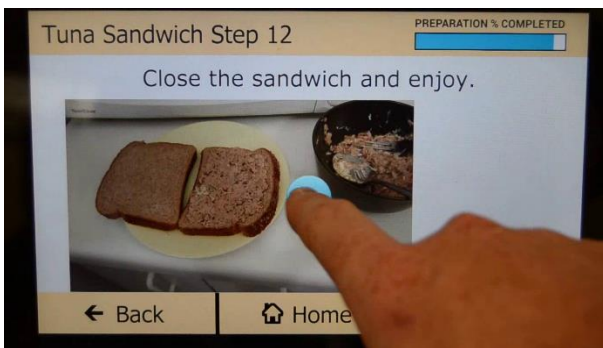 Tuna Sandwich Step 12
PREPARATION % COMPLETED
Close the sandwich and enjoy.
Back
Home